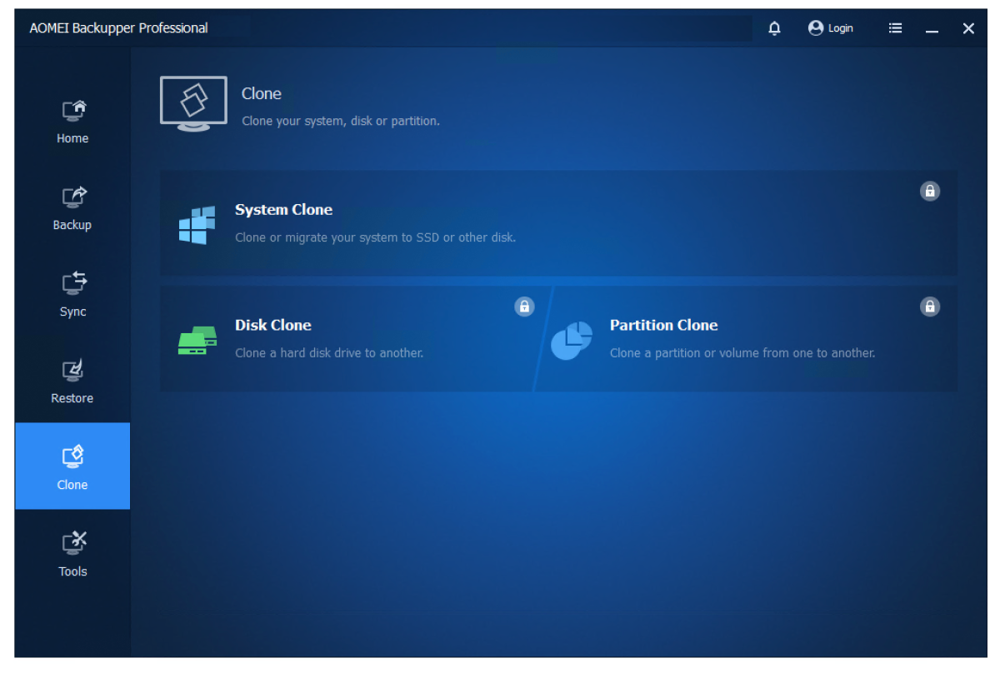 AOMEI Backupper Professional
Login
Home
Backup
Sync
Restore
Clone
Tools
Clone
Clone your system, disk or partition.
System Clone
Clone or migrate your system to SSD or other disk.
Disk Clone
Clone a hard disk drive to another.
Partition Clone
Clone a partition or volume from one to another.